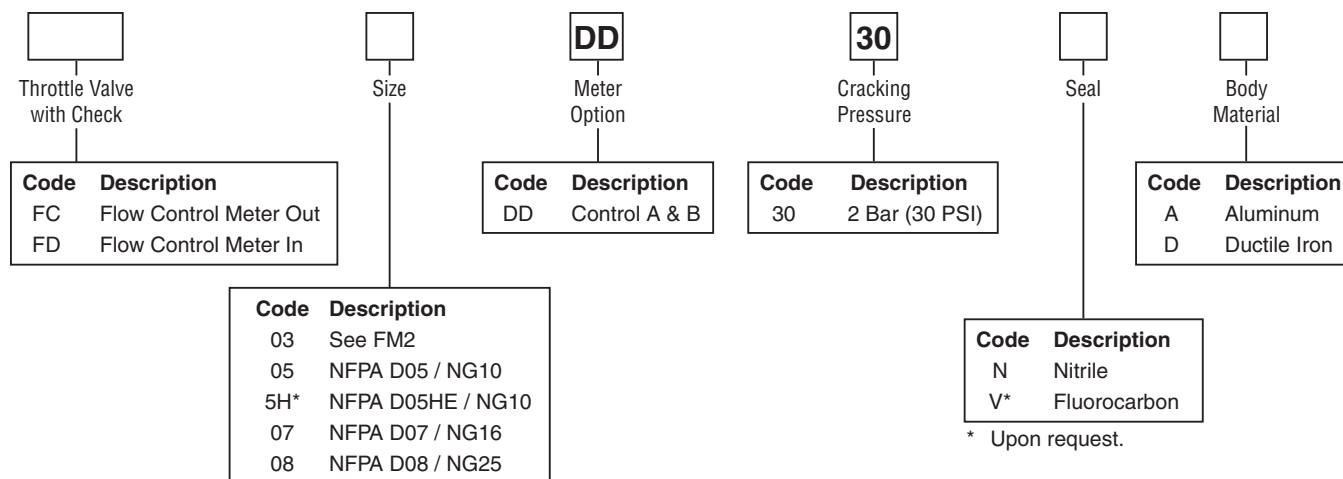 DD
30
Throttle Valve
with Check
Size
Meter
Option
Cracking
Pressure
Seal
Body
Material
Code Description
FC Flow Control Meter Out
FD Flow Control Meter In
Code Description
DD Control A & B
Code Description
30 2 Bar (30 PSI)
Code Description
A Aluminum
D Ductile Iron
Code Description
03 See FM2
05 NFPA D05 / NG10
5H* NFPA D05HE / NG10
07 NFPA D07 / NG16
08 NFPA D08 / NG25
Code Description
N Nitrile
V* Fluorocarbon
* Upon request.